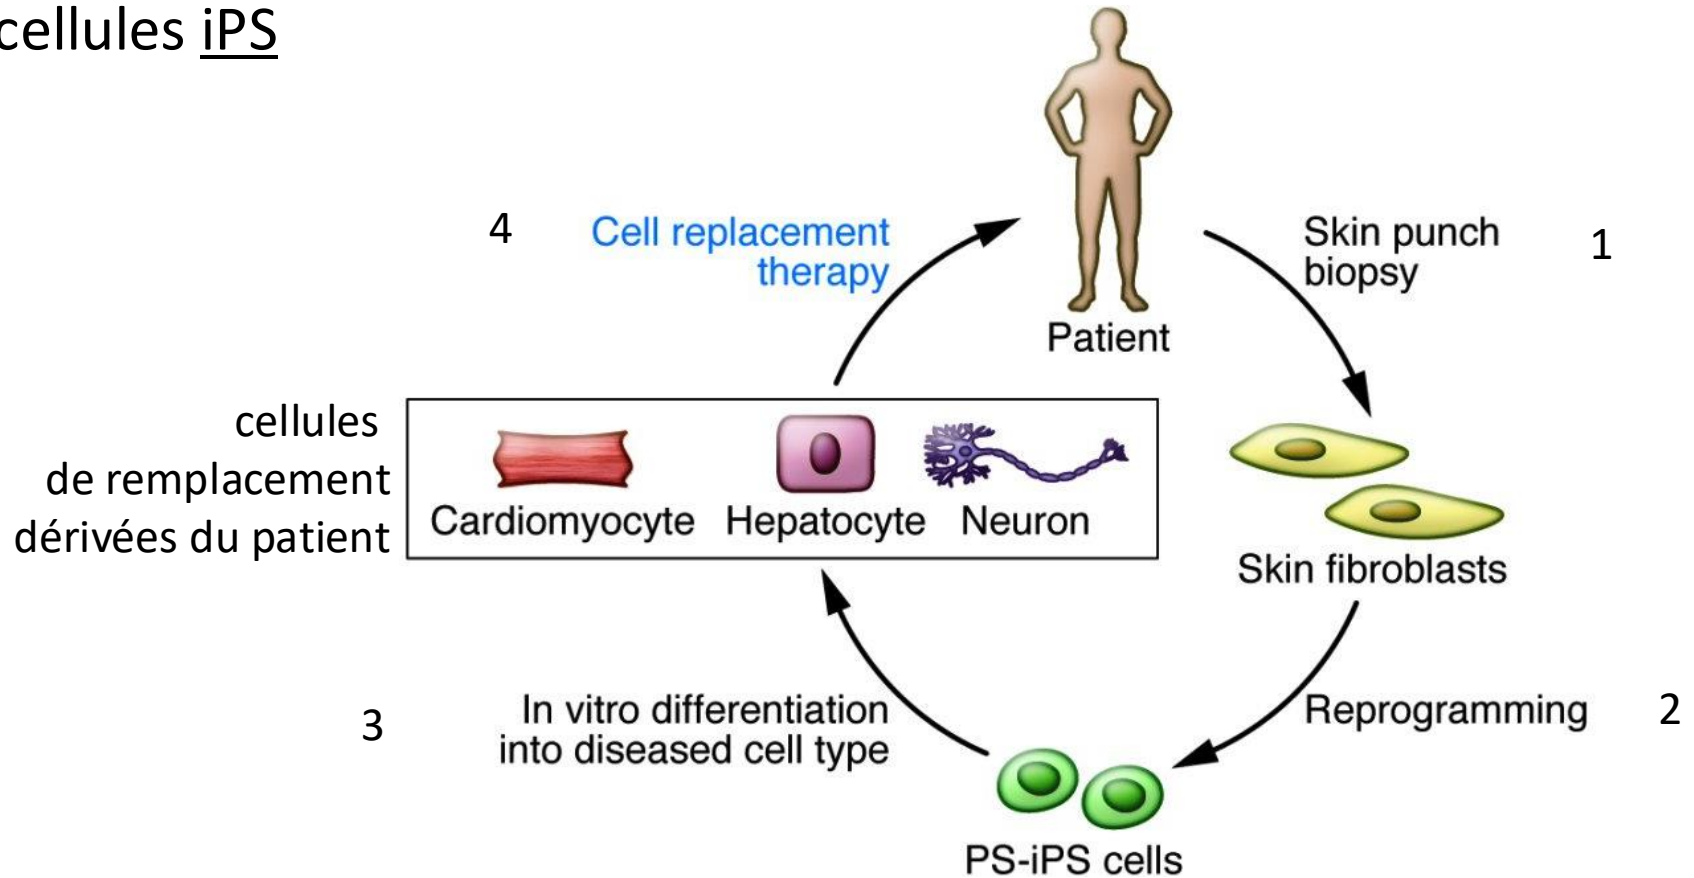 cellules iPS
4
Cell replacement
therapy
Patient
Skin punch
biopsy
1
cellules
de remplacement
dérivées du patient
Cardiomyocyte Hepatocyte Neuron
Skin fibroblasts
3
In vitro differentiation
into diseased cell type
Reprogramming
2
PS-iPS cells